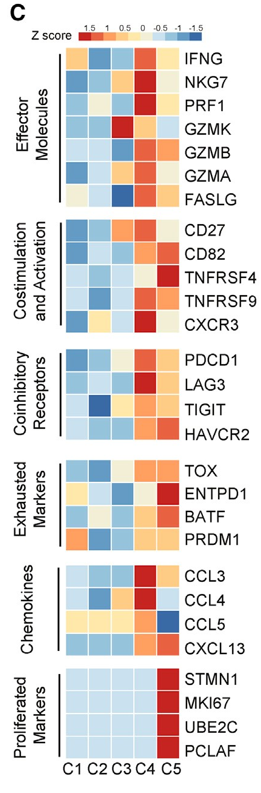 C
Z score
1.5 1 0.5 0 -0.5 -1 -1.5
Effector
Molecules
IFNG
NKG7
PRF1
GZMK
GZMB
GZMA
FASLG
Costimulation
and Activation
CD27
CD82
TNFRSF4
TNFRSF9
CXCR3
Coinhibitory
Receptors
PDCD1
LAG3
TIGIT
HAVCR2
Exhausted
Markers
TOX
ENTPD1
BATF
PRDM1
Chemokines
CCL3
CCL4
CCL5
CXCL13
Proliferated
Markers
STMN1
MKI67
UBE2C
PCLAF
C1 C2 C3 C4 C5